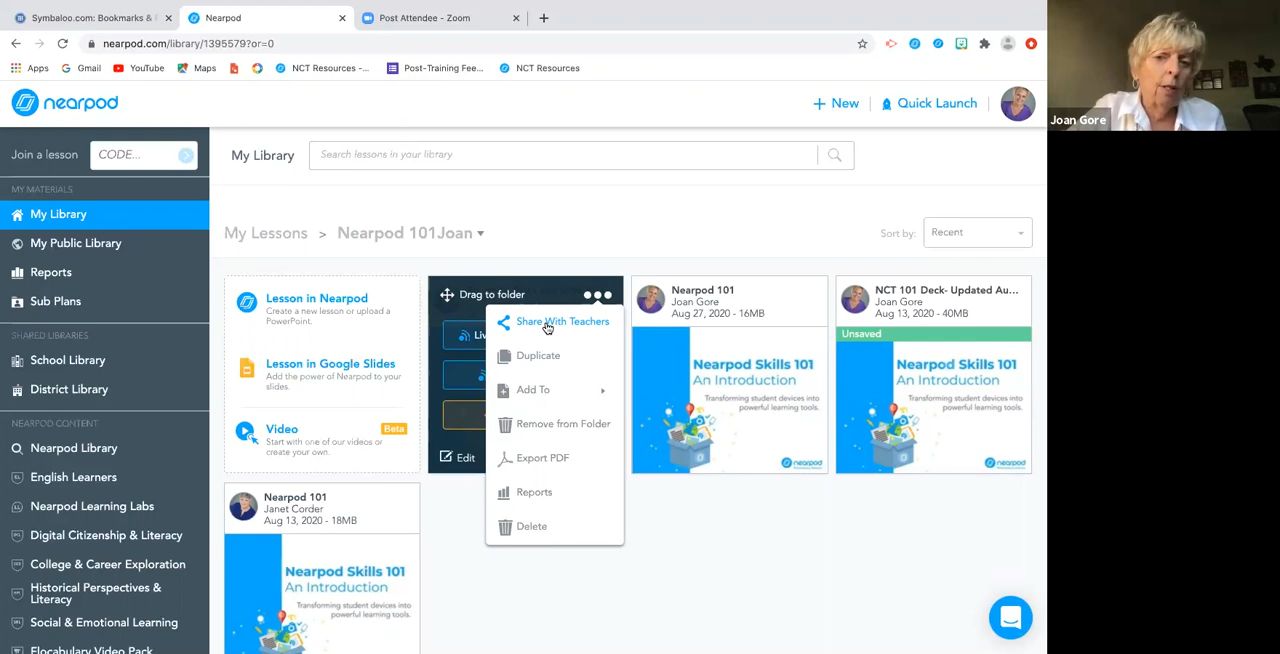 Symbaloo.com: Bookmarks &
Nearpod
Post Attendee - Zoom
nearpod.com/library/1395579?or=0
Apps
Gmail
YouTube
Maps
NCT Resources -...
Post-Training Fee...
NCT Resources
nearpod
+ New
Quick Launch
Joan Gore
Join a lesson
CODE...
MY MATERIALS
My Library
My Public Library
Reports
Sub Plans
SHARED LIBRARIES
School Library
District Library
NEARPOD CONTENT
Nearpod Library
English Learners
Nearpod Learning Labs
Digital Citizenship & Literacy
College & Career Exploration
Historical Perspectives &
Literacy
Social & Emotional Learning
Flocabulary Video Pack
My Library
Search lessons in your library
My Lessons > Nearpod 101Joan
Sort by:
Recent
Lesson in Nearpod
Create a new lesson or upload a
PowerPoint.
Lesson in Google Slides
Add the power of Nearpod to your
slides.
Video
Beta
Start with one of our videos or
create your own.
Drag to folder
Edit
Share With Teachers
Duplicate
Add To
Remove from Folder
Export PDF
Reports
Delete
Nearpod 101
Joan Gore
Aug 27, 2020 - 16MB
Nearpod Skills 101
An Introduction
Transforming student devices into
powerful learning tools.
nearpod
NCT 101 Deck- Updated Au...
Joan Gore
Aug 13, 2020 - 40MB
Unsaved
Nearpod Skills 101
An Introduction
Transforming student devices into
powerful learning tools.
nearpod
Nearpod 101
Janet Corder
Aug 13, 2020 - 18MB
Nearpod Skills 101
An Introduction
Transforming student devices into
powerful learning tools.